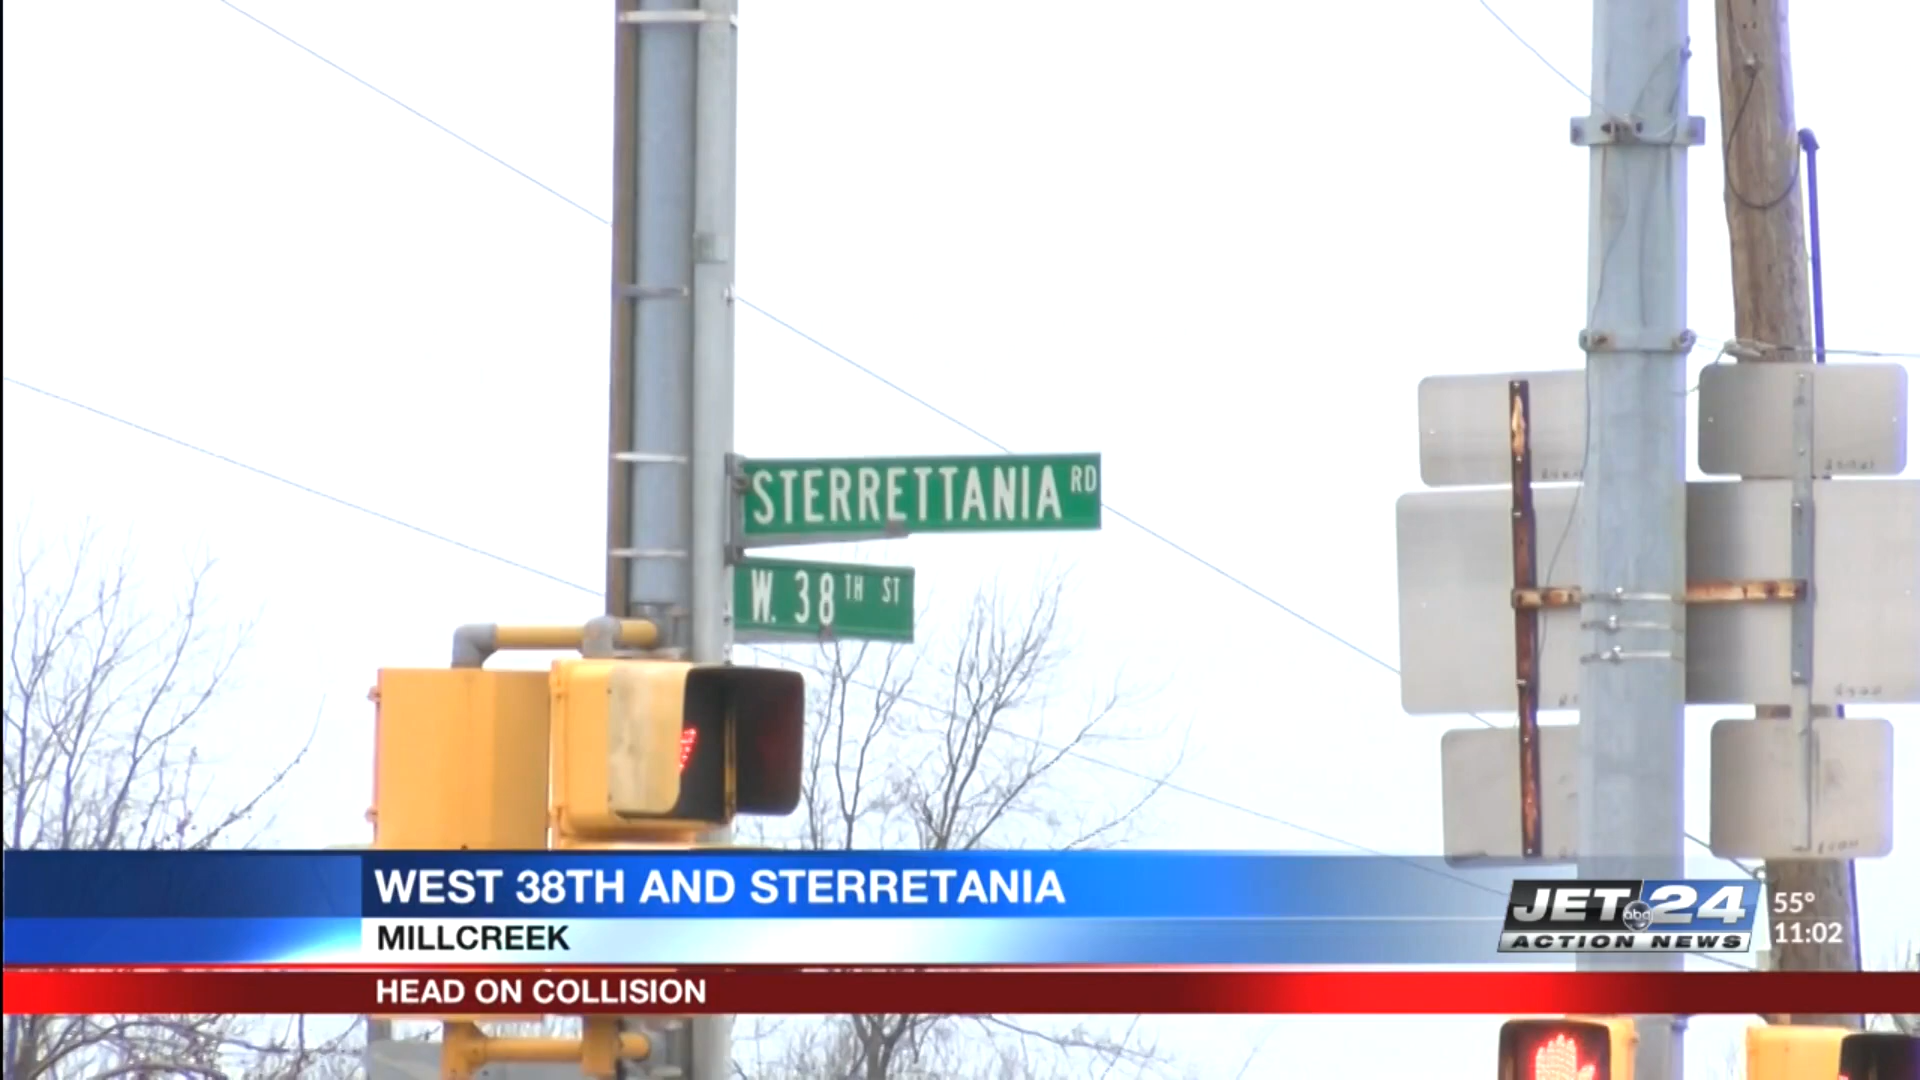 STERRETTANIA RD
W. 38TH ST
WEST 38TH AND STERRETANIA
MILLCREEK
HEAD ON COLLISION
JET abc 24
ACTION NEWS
55°
11:02